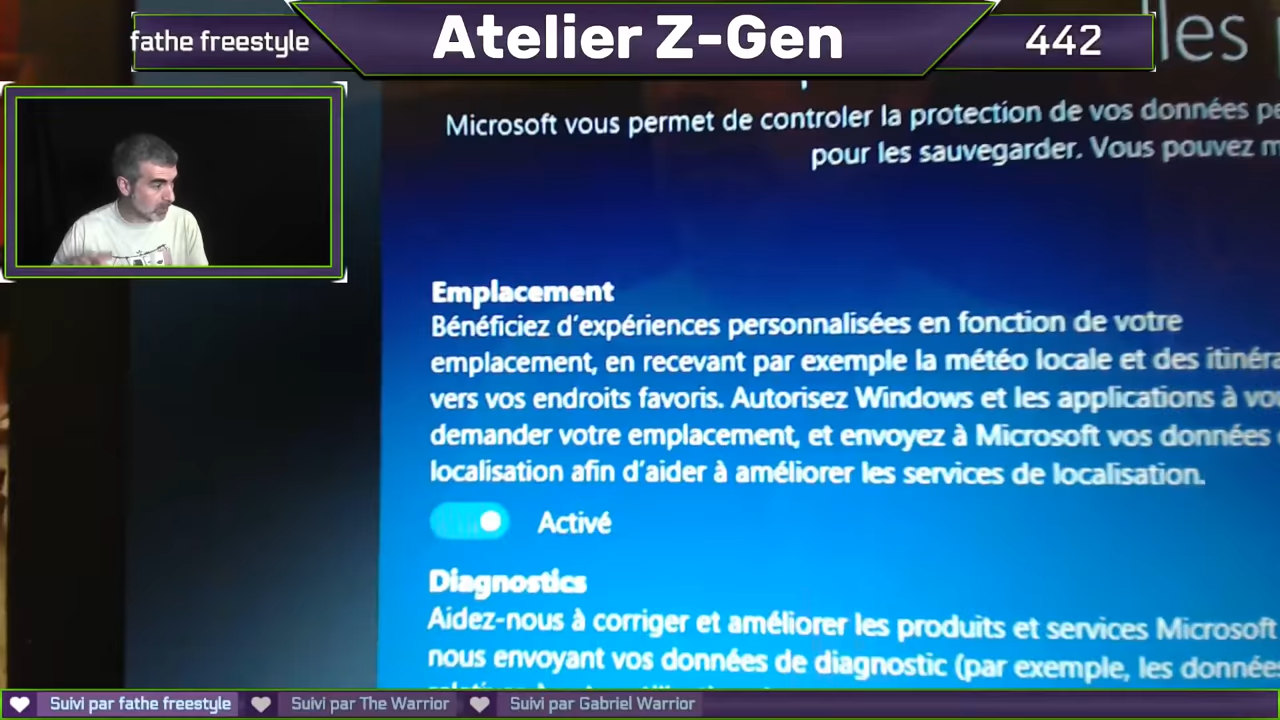 fathe freestyle
Atelier Z-Gen
442
les
Microsoft vous permet de controler la protection de vos données
pour les sauvegarder. Vous pouvez
Emplacement
Bénéficiez d'expériences personnalisées en fonction de votre
emplacement, en recevant par exemple la météo locale et des
vers vos endroits favoris. Autorisez Windows et les applications à
demander votre emplacement, et envoyez à Microsoft vos données
localisation afin d'aider à améliorer les services de localisation.
Activé
Diagnostics
Aidez-nous à corriger et améliorer les produits et services Microsoft
nous envoyant vos données de diagnostic (par exemple, les
Suivi par fathe freestyle
Suivi par The Warrior
Suivi par Gabriel Warrior